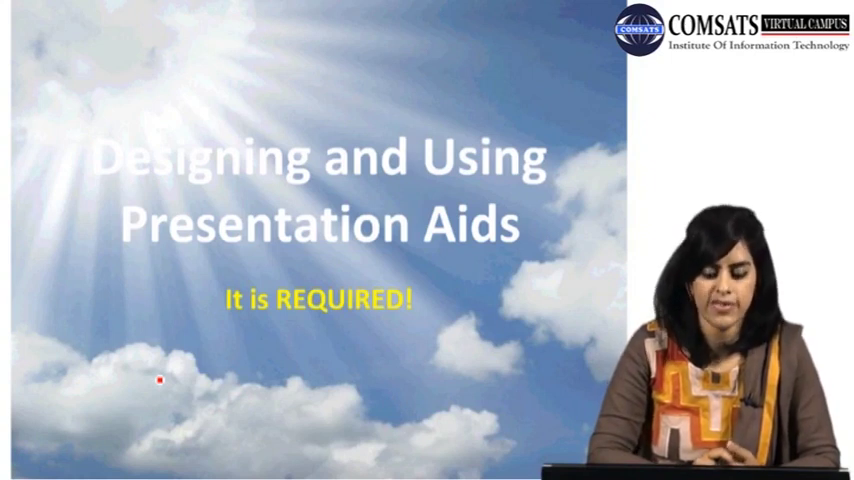 COMSATS VIRTUAL CAMPUS
COMSATS
Institute Of Information Technology
Designing and Using
Presentation Aids
It is REQUIRED!